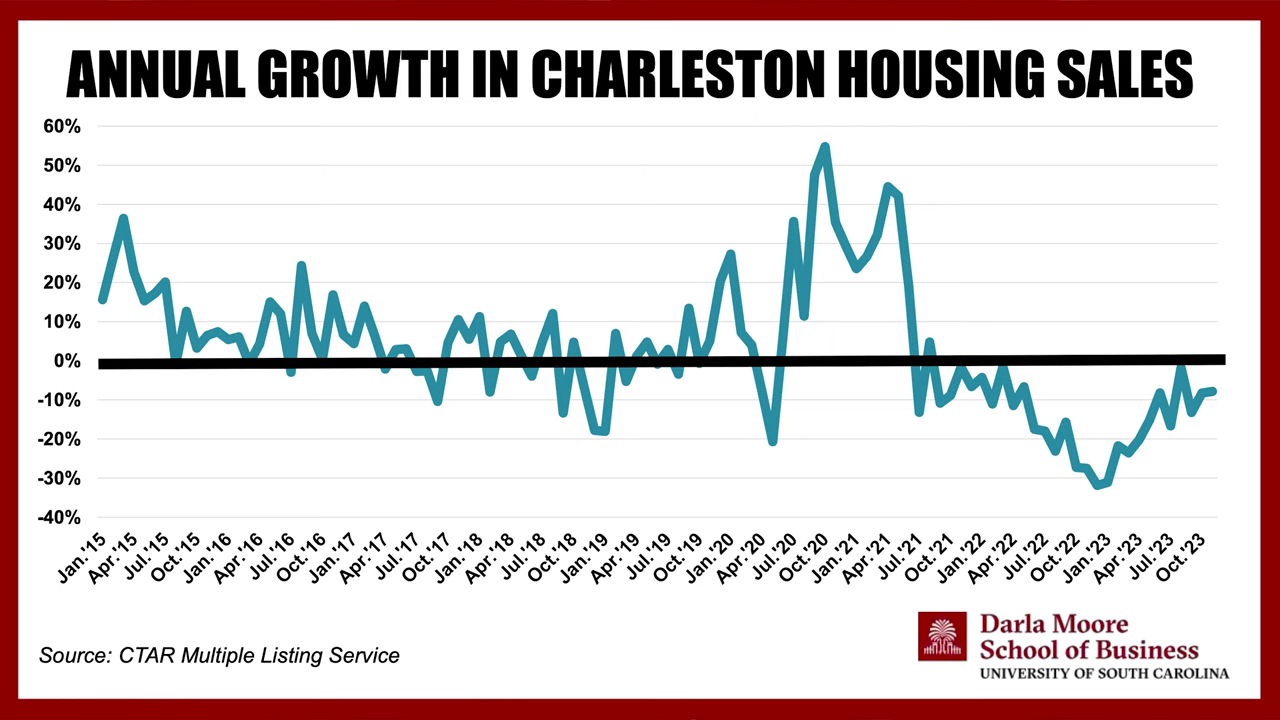 ANNUAL GROWTH IN CHARLESTON HOUSING SALES
60%
50%
40%
30%
20%
10%
0%
-10%
-20%
-30%
-40%
Jan.'15
Apr.'15
Jul.'15
Oct.'15
Jan.'16
Apr.'16
Jul.'16
Oct.'16
Jan.'17
Apr.'17
Jul.'17
Oct.'17
Jan.'18
Apr.'18
Jul.'18
Oct.'18
Jan.'19
Apr.'19
Jul.'19
Oct.'19
Jan.'20
Apr.'20
Jul.'20
Oct.'20
Jan.'21
Apr.'21
Jul.'21
Oct.'21
Jan.'22
Apr.'22
Jul.'22
Oct.'22
Jan.'23
Apr.'23
Jul.'23
Oct.'23
Source: CTAR Multiple Listing Service
Darla Moore
School of Business
UNIVERSITY OF SOUTH CAROLINA